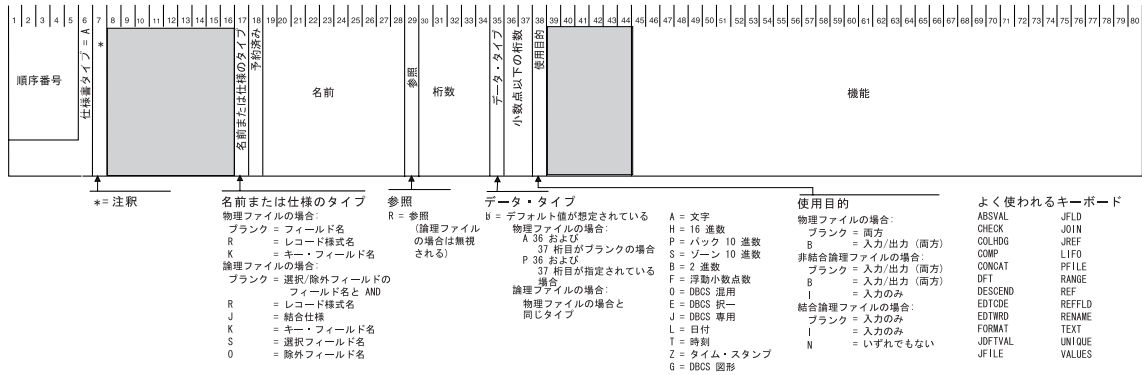 1 2 3 4 5 6 7 8 9 10 11 12 13 14 15 16 17 18 19 20 21 22 23 24 25 26 27 28 29 30 31 32 33 34 35 36 37 38 39 40 41 42 43 44 45 46 47 48 49 50 51 52 53 54 55 56 57 58 59 60 61 62 63 64 65 66 67 68 69 70 71 72 73 74 75 76 77 78 79 80
順序番号
仕様書タイプ = A
*
名前または仕様のタイプ
予約済み
名前
参照
桁数
データ・タイプ
小数点以下の桁数
使用目的
機能
*= 注釈
名前または仕様のタイプ
物理ファイルの場合:
ブランク = フィールド名
R = レコード様式名
K = キー・フィールド名
論理ファイルの場合:
ブランク = 選択/除外フィールドの
フィールド名と AND
R = レコード様式名
J = 結合仕様
K = キー・フィールド名
S = 選択フィールド名
O = 除外フィールド名
参照
R = 参照
(論理ファイル
の場合は無視
される)
データ・タイプ
b = デフォルト値が想定されている
物理ファイルの場合:
A 36 および
37 桁目がブランクの場合
P 36 および
37 桁目が指定されている
場合
論理ファイルの場合:
物理ファイルの場合と
同じタイプ
A = 文字
H = 16 進数
P = パック 10 進数
S = ゾーン 10 進数
B = 2 進数
F = 浮動小数点数
O = DBCS 混用
E = DBCS 択一
J = DBCS 専用
L = 日付
T = 時刻
Z = タイム・スタンプ
G = DBCS 図形
使用目的
物理ファイルの場合:
ブランク = 両方
B = 入力/出力 (両方)
非結合論理ファイルの場合:
ブランク = 入力/出力 (両方)
B = 入力/出力 (両方)
I = 入力のみ
結合論理ファイルの場合:
ブランク = 入力のみ
I = 入力のみ
N = いずれでもない
よく使われるキーボード
ABSVAL JFLD
CHECK JOIN
COLHDG JREF
COMP LIFO
CONCAT PFILE
DFT RANGE
DESCEND REF
EDTCDE REFFLD
EDTWRD RENAME
FORMAT TEXT
JDFTVAL UNIQUE
JFILE VALUES